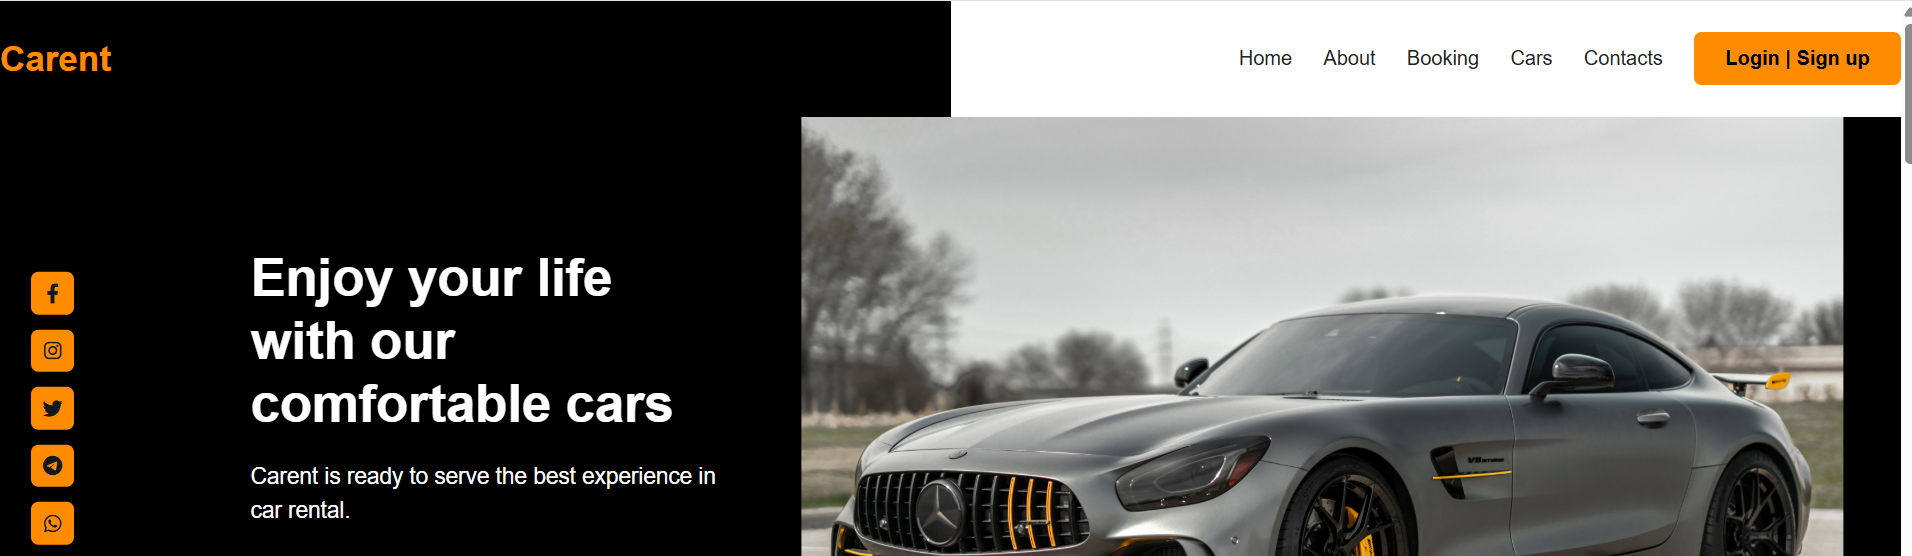 Carent
Home About Booking Cars Contacts Login | Sign up
Enjoy your life
with our
comfortable cars
Carent is ready to serve the best experience in
car rental.